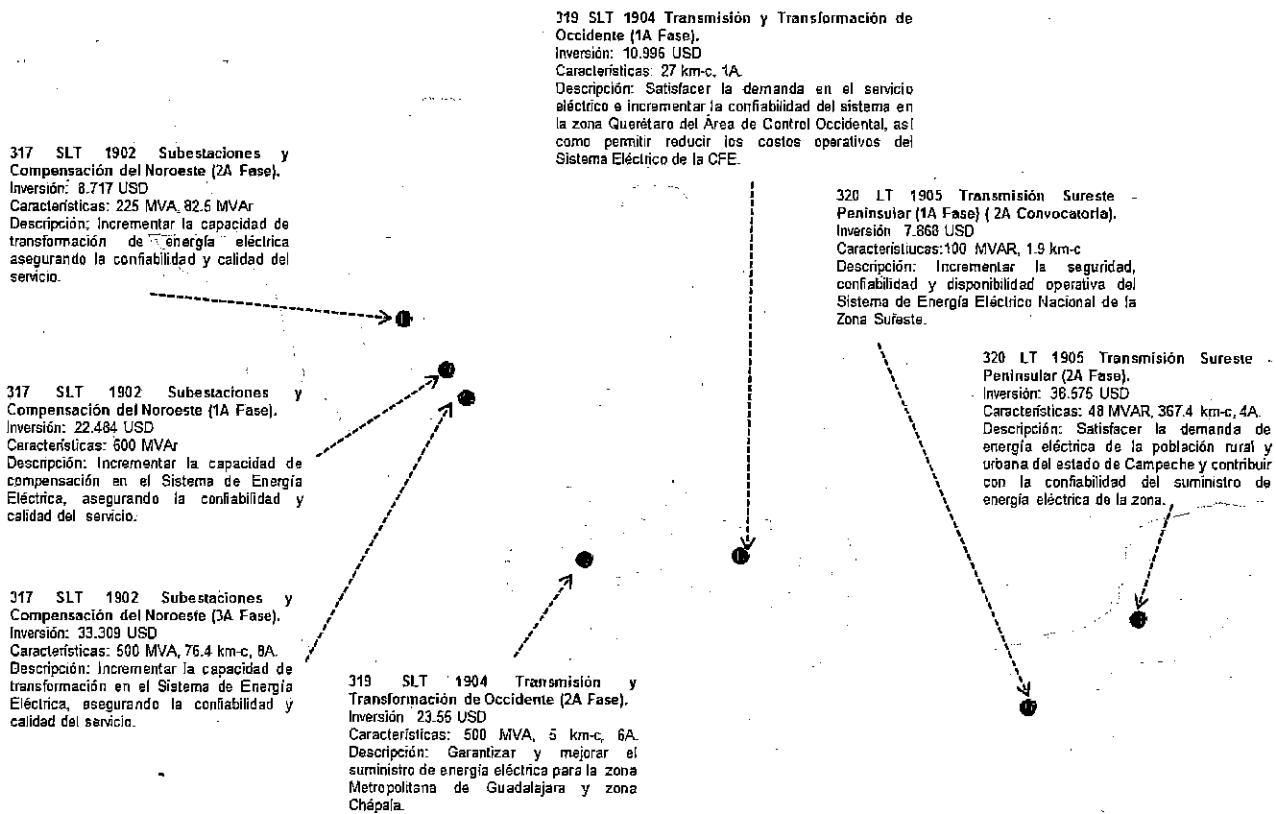 319 SLT 1904 Transmisión y Transformación de
Occidente (1A Fase).
Inversión: 10.996 USD
Características: 27 km-c, 1A.
Descripción: Satisfacer la demanda en el servicio
eléctrico e incrementar la confiabilidad del sistema en
la zona Querétaro del Área de Control Occidental, así
como permitir reducir los costos operativos del
Sistema Eléctrico de la CFE.
317 SLT 1902 Subestaciones y
Compensación del Noroeste (2A Fase).
Inversión: 8.717 USD
Características: 225 MVA, 82.5 MVAr
Descripción: Incrementar la capacidad de
transformación de energía eléctrica
asegurando la confiabilidad y calidad del
servicio.
320 LT 1905 Transmisión Sureste -
Peninsular (1A Fase) ( 2A Convocatoria).
Inversión 7.868 USD
Característiucas:100 MVAR, 1.9 km-c
Descripción: Incrementar la seguridad,
confiabilidad y disponibilidad operativa del
Sistema de Energía Eléctrico Nacional de la
Zona Sureste.
320 LT 1905 Transmisión Sureste -
Peninsular (2A Fase).
Inversión: 36.575 USD
Características: 48 MVAR, 367.4 km-c, 4A.
Descripción: Satisfacer la demanda de
energía eléctrica de la población rural y
urbana del estado de Campeche y contribuir
con la confiabilidad del suministro de
energía eléctrica de la zona.
317 SLT 1902 Subestaciones y
Compensación del Noroeste (1A Fase).
Inversión: 22.484 USD
Características: 600 MVAr
Descripción: Incrementar la capacidad de
compensación en el Sistema de Energía
Eléctrica, asegurando la confiabilidad y
calidad del servicio.
317 SLT 1902 Subestaciones y
Compensación del Noroeste (3A Fase).
Inversión: 33.309 USD
Características: 500 MVA, 76.4 km-c, 8A.
Descripción: Incrementar la capacidad de
transformación en el Sistema de Energía
Eléctrica, asegurando la confiabilidad y
calidad del servicio.
319 SLT 1904 Transmisión y
Transformación de Occidente (2A Fase).
Inversión 23.55 USD
Características: 500 MVA, 5 km-c, 6A.
Descripción: Garantizar y mejorar el
suministro de energía eléctrica para la zona
Metropolitana de Guadalajara y zona
Chápala.